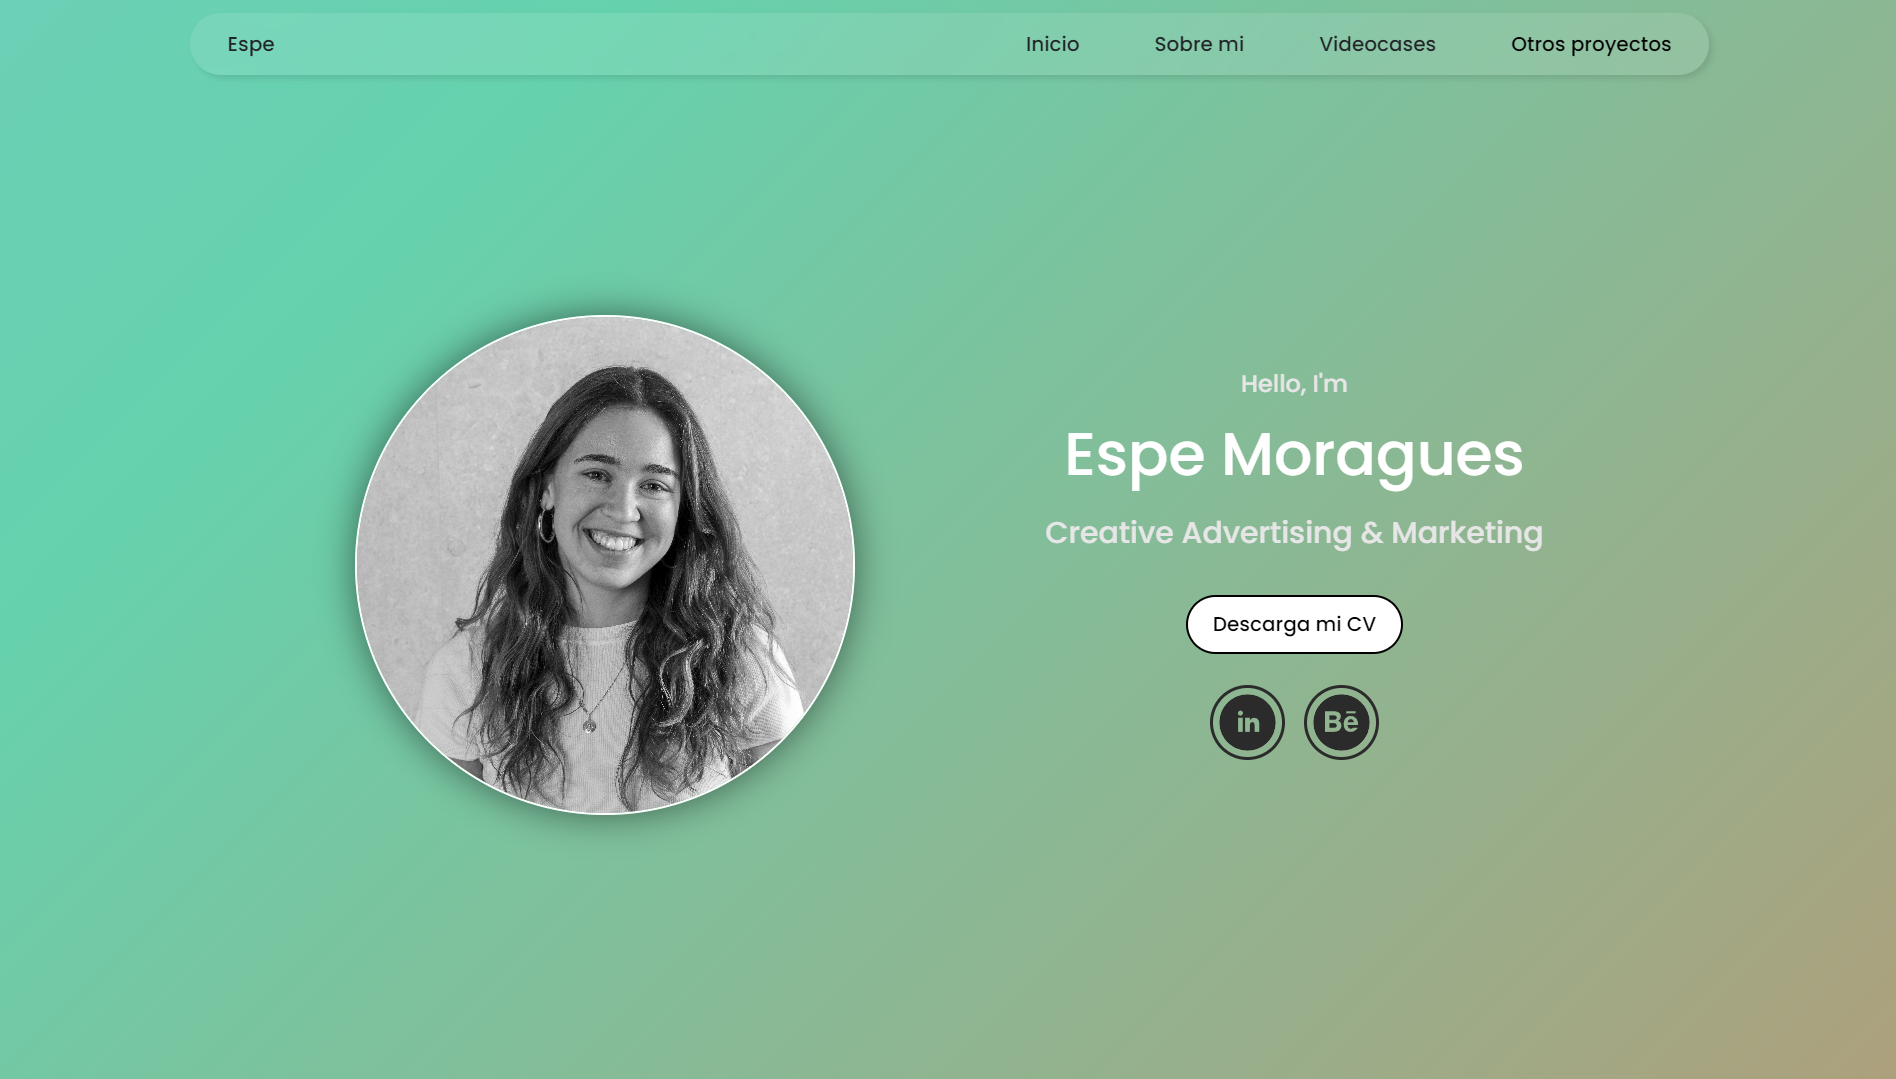 Espe
Inicio
Sobre mi
Videocases
Otros proyectos
Hello, I'm
Espe Moragues
Creative Advertising & Marketing
Descarga mi CV
in
Bē